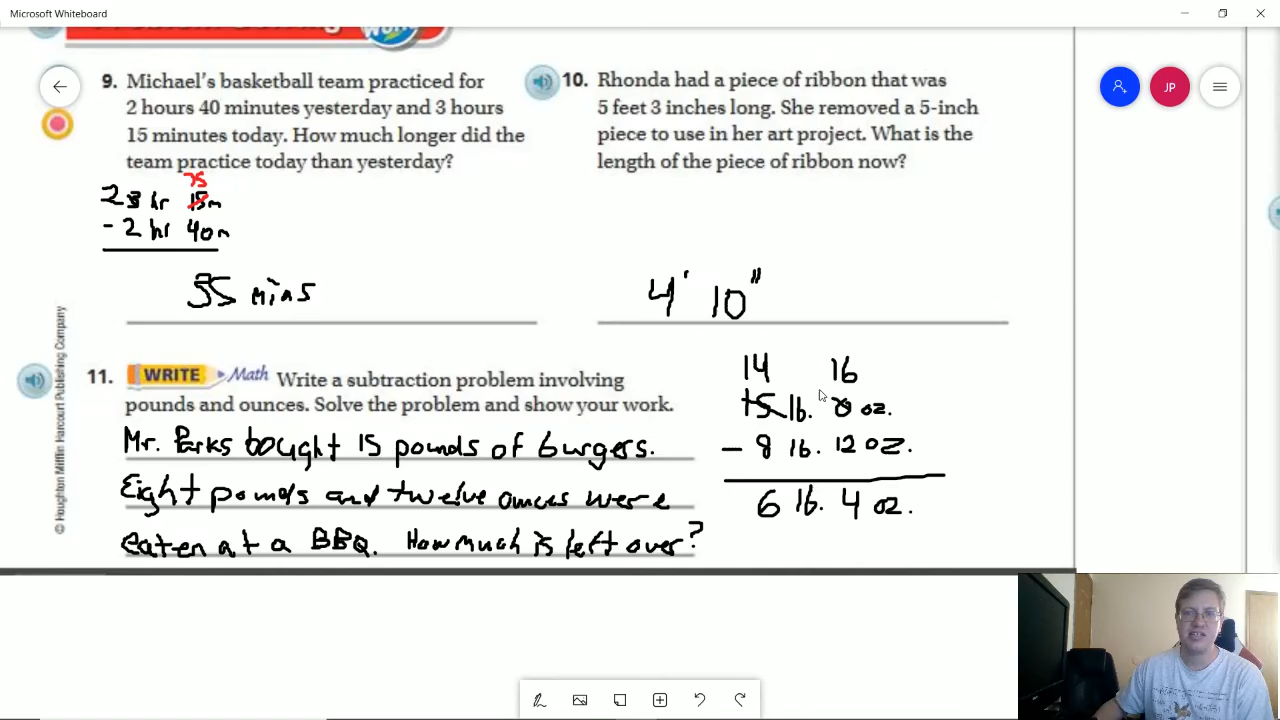 Microsoft Whiteboard
9. Michael's basketball team practiced for
2 hours 40 minutes yesterday and 3 hours
15 minutes today. How much longer did the
team practice today than yesterday?
75
2 3 hr 15m
- 2 hr 40m
35 mins
10. Rhonda had a piece of ribbon that was
5 feet 3 inches long. She removed a 5-inch
piece to use in her art project. What is the
length of the piece of ribbon now?
4' 10"
JP
11. WRITE Math Write a subtraction problem involving
pounds and ounces. Solve the problem and show your work.
Mr. Parks bought 15 pounds of burgers.
Eight pounds and twelve ounces were
eaten at a BBQ. How much is left over?
14 16
15 lb. 0 oz.
- 8 lb. 12 oz.
6 lb. 4 oz.
© Houghton Mifflin Harcourt Publishing Company